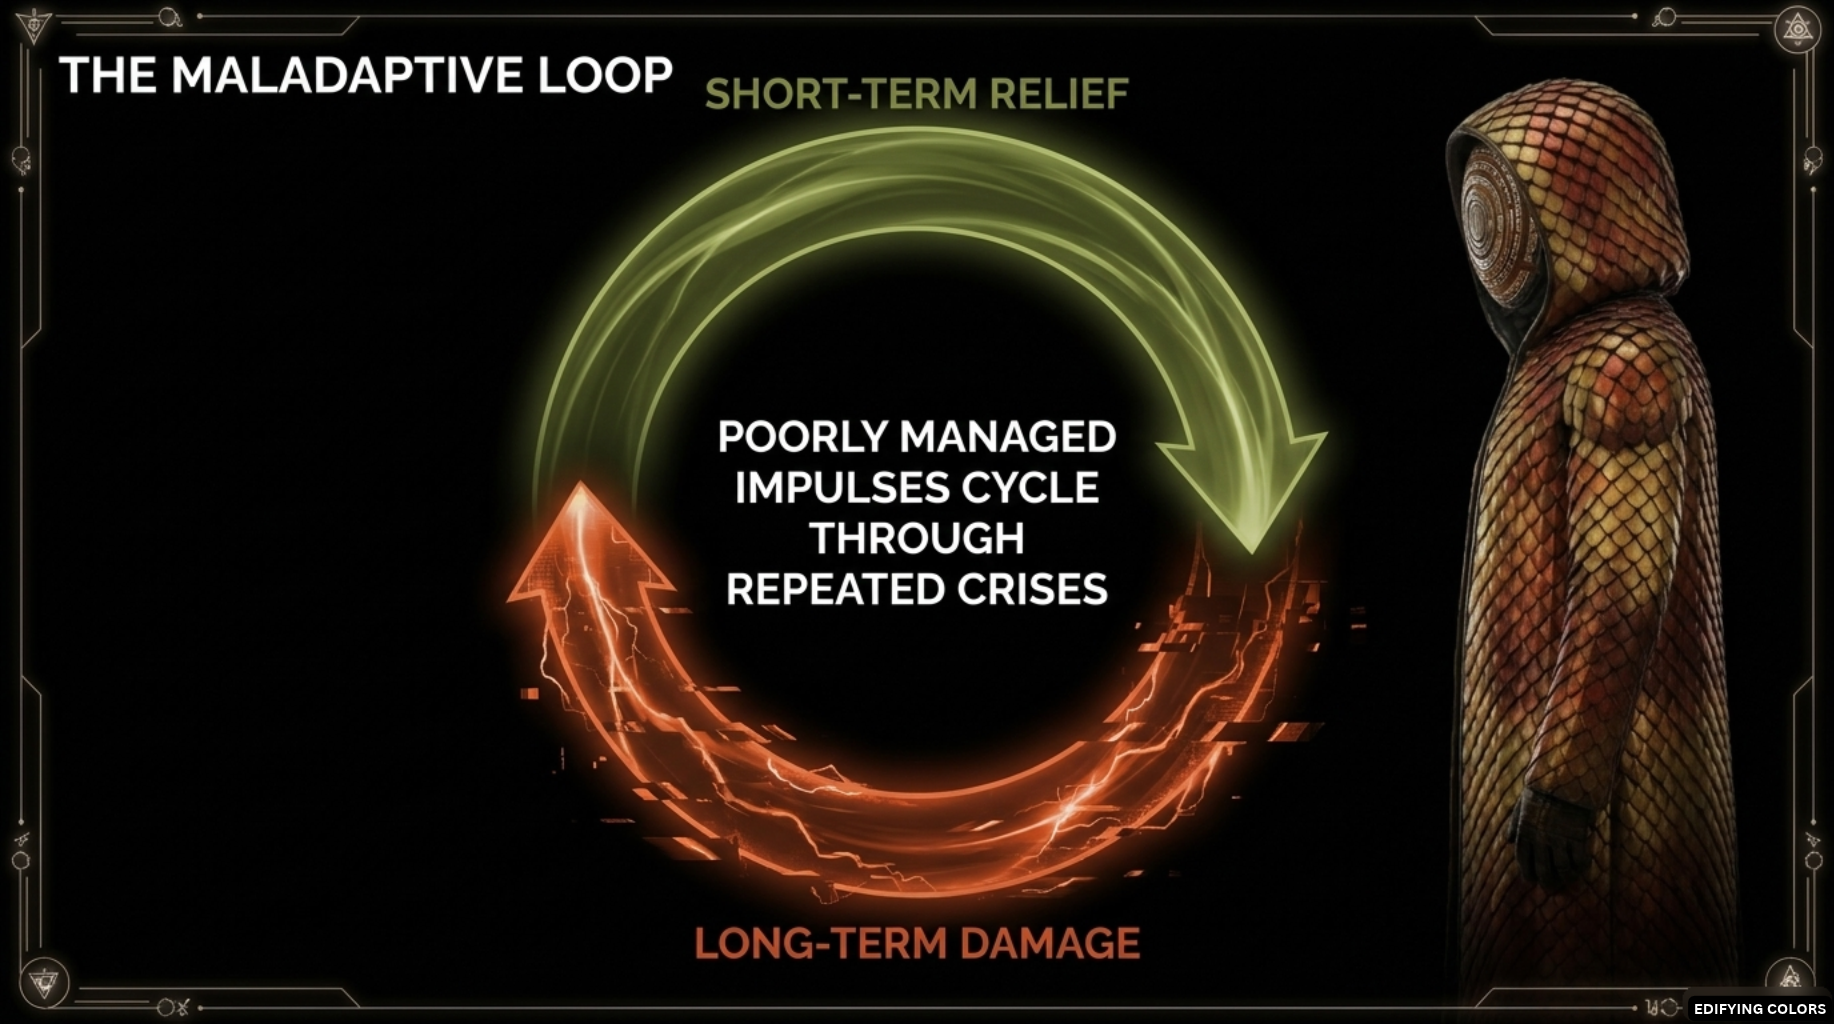 THE MALADAPTIVE LOOP
SHORT-TERM RELIEF
POORLY MANAGED
IMPULSES CYCLE
THROUGH
REPEATED CRISES
LONG-TERM DAMAGE
EDIFYING COLORS